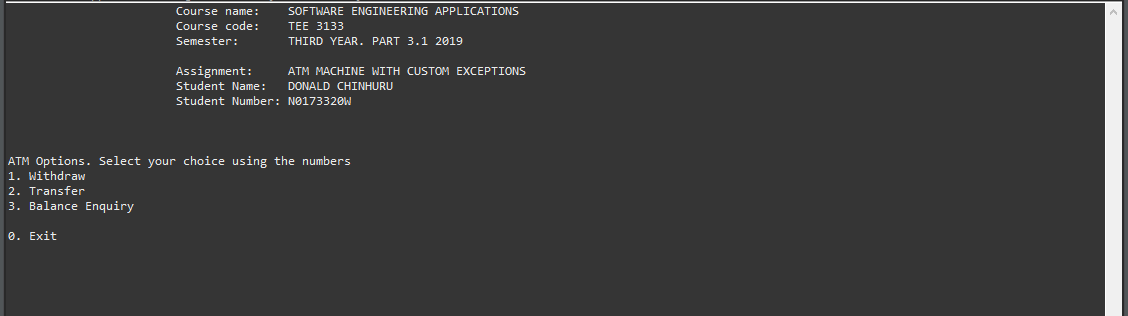 Course name: SOFTWARE ENGINEERING APPLICATIONS
Course code: TEE 3133
Semester: THIRD YEAR. PART 3.1 2019
Assignment: ATM MACHINE WITH CUSTOM EXCEPTIONS
Student Name: DONALD CHINHURU
Student Number: N0173320W
ATM Options. Select your choice using the numbers
1. Withdraw
2. Transfer
3. Balance Enquiry
0. Exit